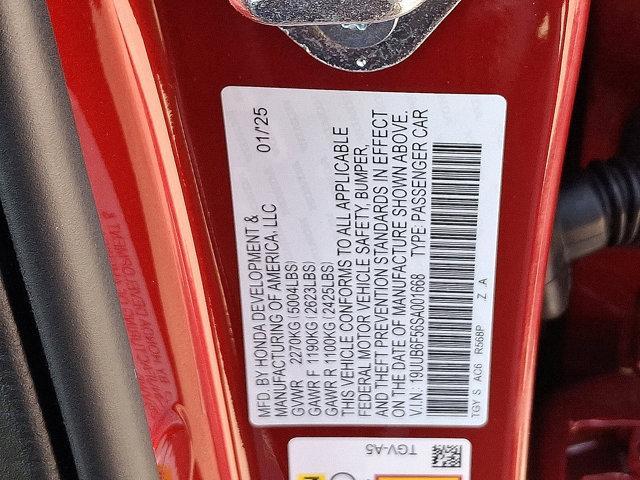 MFD. BY HONDA DEVELOPMENT & 01/'25
MANUFACTURING OF AMERICA, LLC
GVWR 2270KG(5004LBS)
GAWR F 1190KG(2623LBS)
GAWR R 1100KG(2425LBS)
THIS VEHICLE CONFORMS TO ALL APPLICABLE
FEDERAL MOTOR VEHICLE SAFETY, BUMPER,
AND THEFT PREVENTION STANDARDS IN EFFECT
ON THE DATE OF MANUFACTURE SHOWN ABOVE.
V.I.N. 19UUB6F56SA001668 TYPE:PASSENGER CAR
TGY S AC6 R568P Z A
TGV-A5